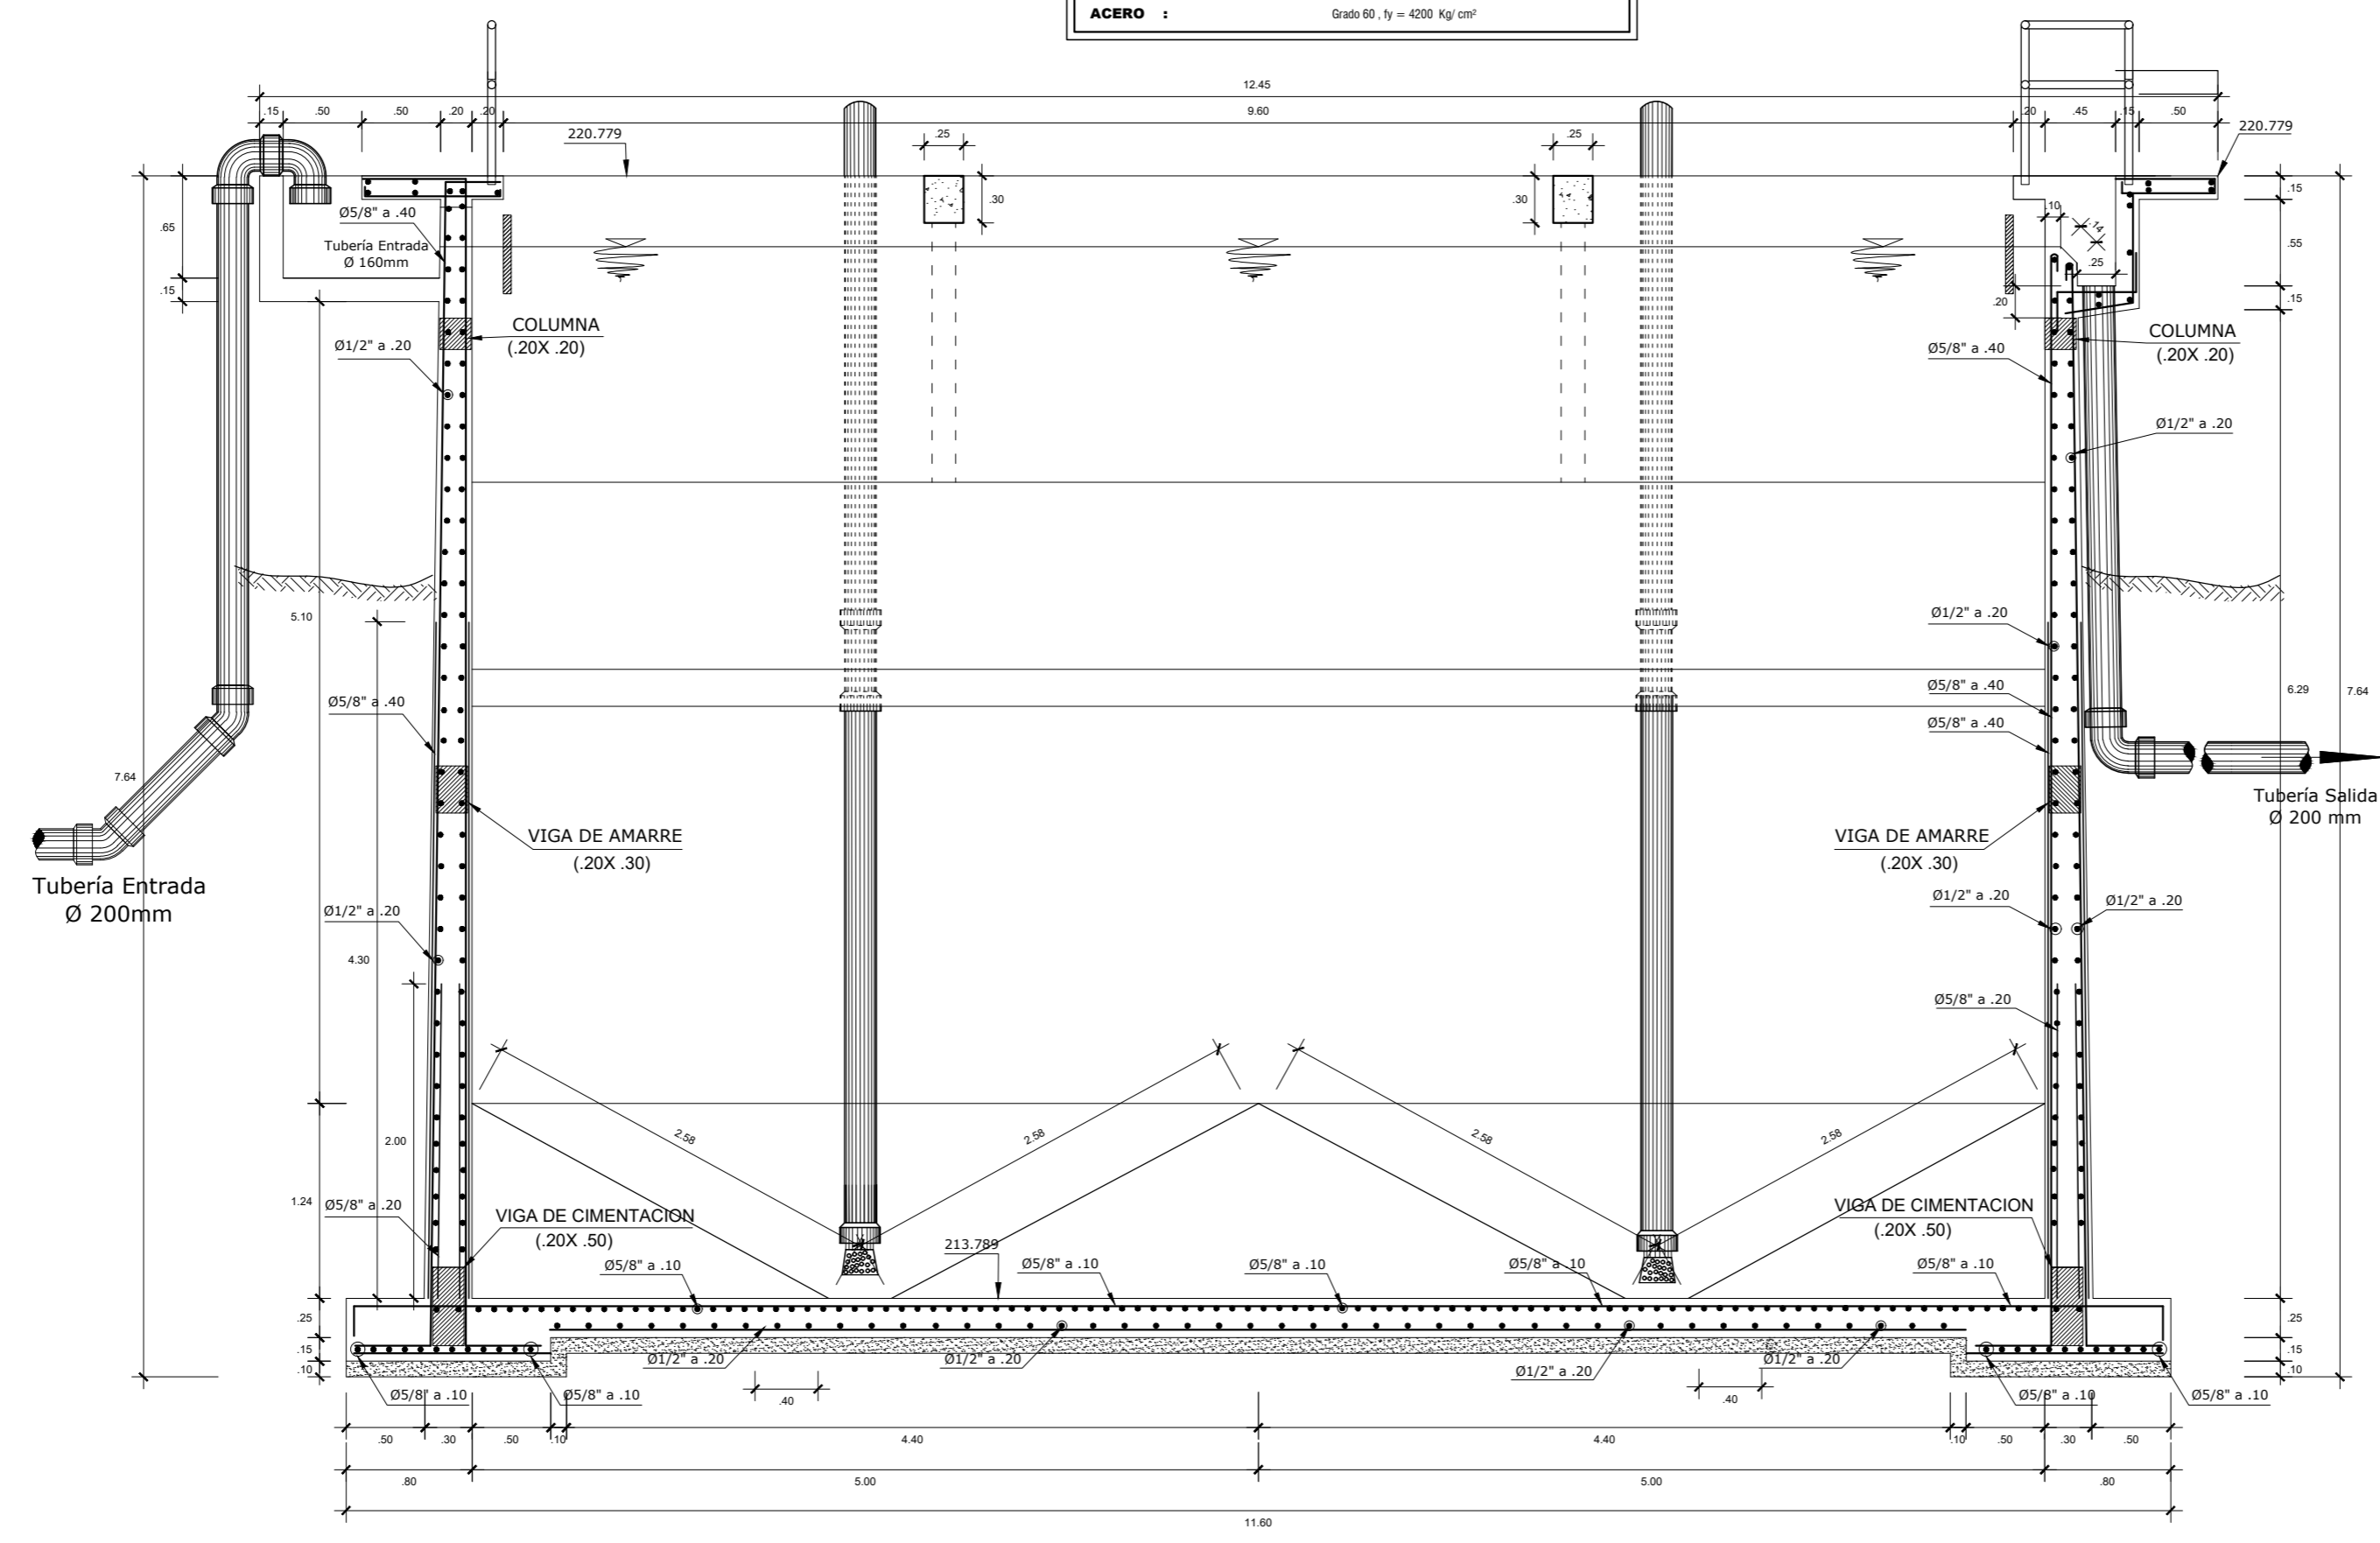 ACERO : Grado 60 , fy = 4200 Kg/ cm²
12.45
.15 .50 .50 .20 .20 9.60 .20 .45 .15 .50
220.779
.25
.25
220.779
.30
.30
.15
.10
.14
.55
.25
.20
.15
.65
.15
Ø5/8" a .40
Tubería Entrada
Ø 160mm
COLUMNA
(.20X .20)
Ø1/2" a .20
COLUMNA
(.20X .20)
Ø5/8" a .40
Ø1/2" a .20
5.10
Ø1/2" a .20
Ø5/8" a .40
Ø5/8" a .40
Ø5/8" a .40
6.29
7.64
7.64
Tubería Salida
Ø 200 mm
VIGA DE AMARRE
(.20X .30)
VIGA DE AMARRE
(.20X .30)
Tubería Entrada
Ø 200mm
Ø1/2" a .20
Ø1/2" a .20
Ø1/2" a .20
4.30
Ø5/8" a .20
2.00
2.58
2.58
2.58
2.58
1.24
Ø5/8" a .20
VIGA DE CIMENTACION
(.20X .50)
VIGA DE CIMENTACION
(.20X .50)
213.789
Ø5/8" a .10
Ø5/8" a .10
Ø5/8" a .10
Ø5/8" a .10
Ø5/8" a .10
.25
.15
.10
.25
.15
.10
Ø1/2" a .20
Ø1/2" a .20
Ø1/2" a .20
Ø1/2" a .20
Ø5/8" a .10
Ø5/8" a .10
.40
.40
Ø5/8" a .10
Ø5/8" a .10
.50 .30 .50 .10 4.40 4.40 .10 .50 .30 .50
.80 5.00 5.00 .80
11.60